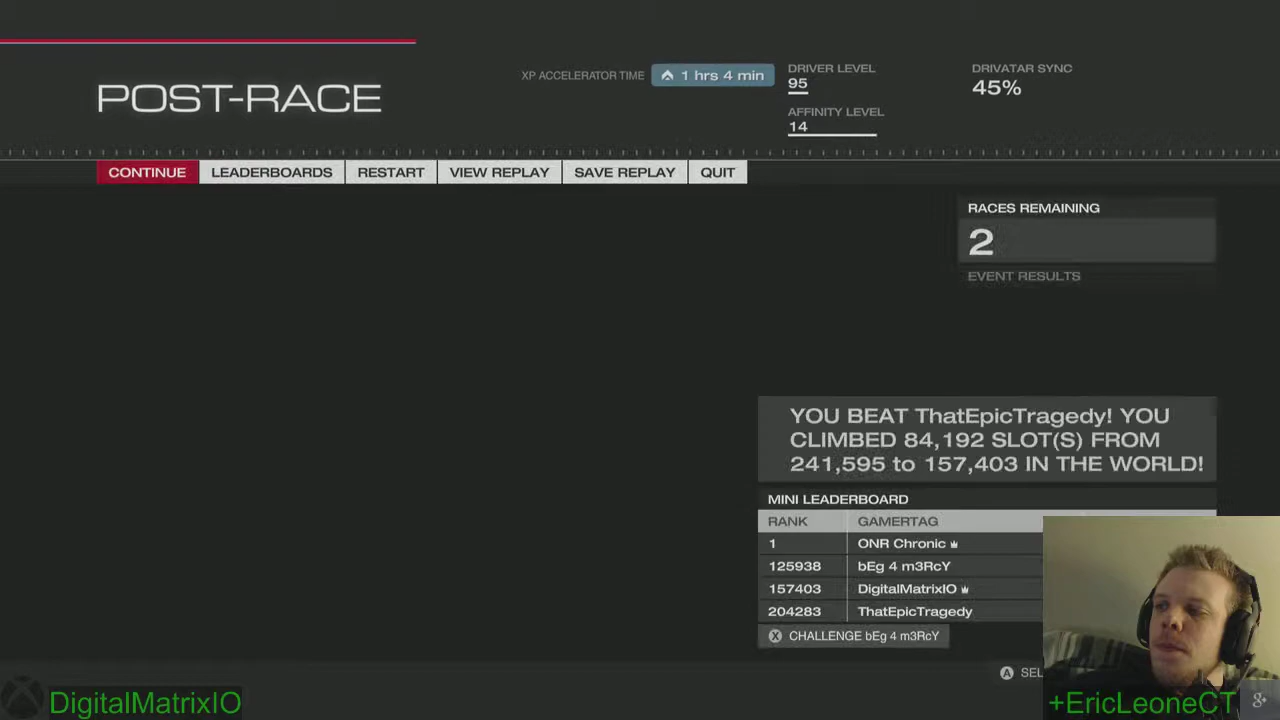 POST-RACE
XP ACCELERATOR TIME 1 hrs 4 min
DRIVER LEVEL
95
AFFINITY LEVEL
14
DRIVATAR SYNC
45%
CONTINUE LEADERBOARDS RESTART VIEW REPLAY SAVE REPLAY QUIT
RACES REMAINING
2
EVENT RESULTS
YOU BEAT ThatEpicTragedy! YOU
CLIMBED 84,192 SLOT(S) FROM
241,595 to 157,403 IN THE WORLD!
MINI LEADERBOARD
RANK GAMERTAG
1 ONR Chronic
125938 bEg 4 m3RcY
157403 DigitalMatrixIO
204283 ThatEpicTragedy
X CHALLENGE bEg 4 m3RcY
A SEL
DigitalMatrixIO
+EricLeoneCT g+